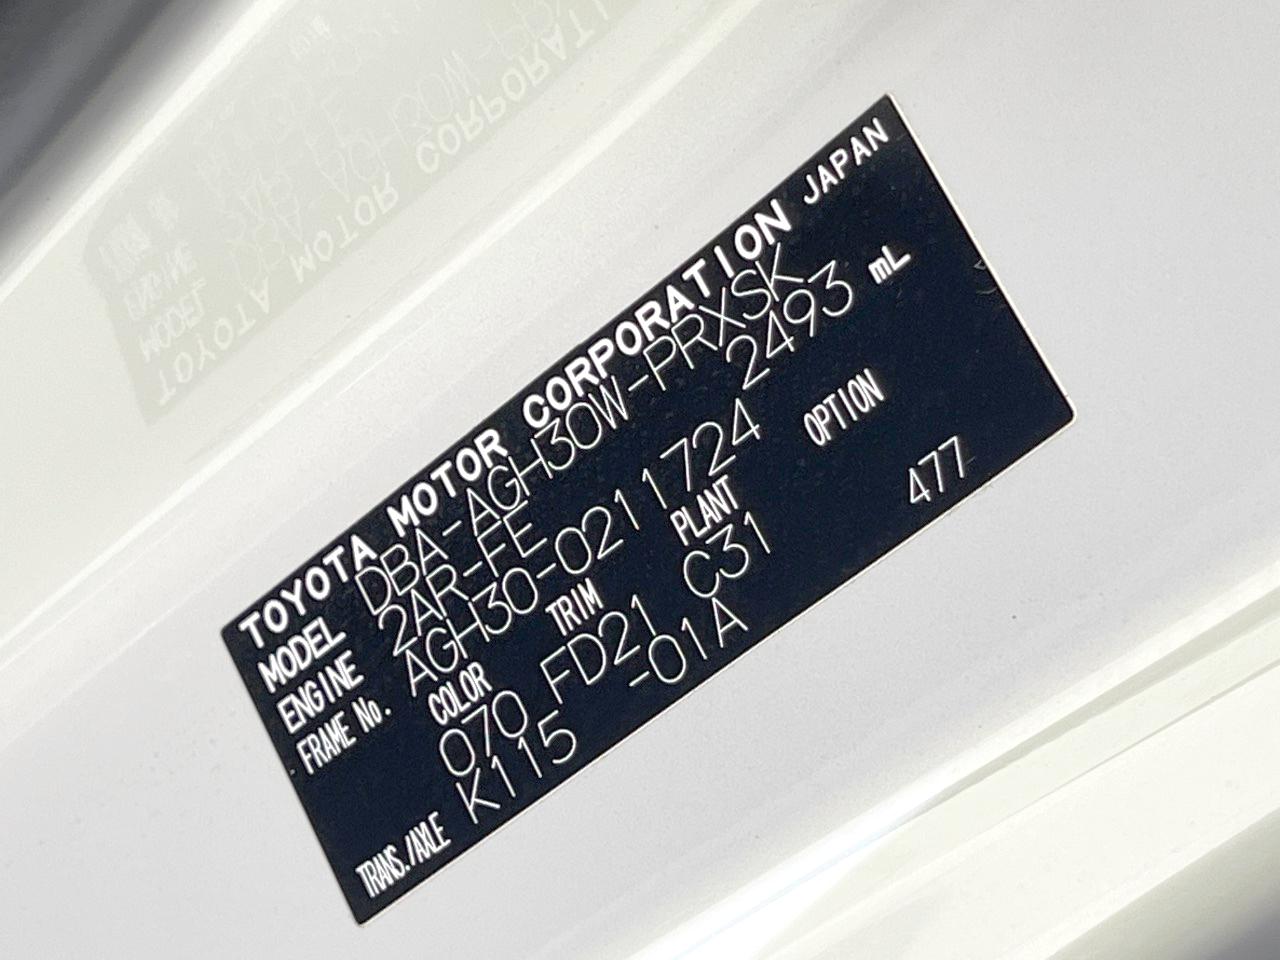 TOYOTA MOTOR CORPORATION JAPAN
MODEL DBA-AGH30W-PRXSK
ENGINE 2AR-FE 2493 mL
FRAME No. AGH30-0211724
COLOR TRIM PLANT OPTION
070 FD21 C31 477
TRANS./AXLE K115 -01A